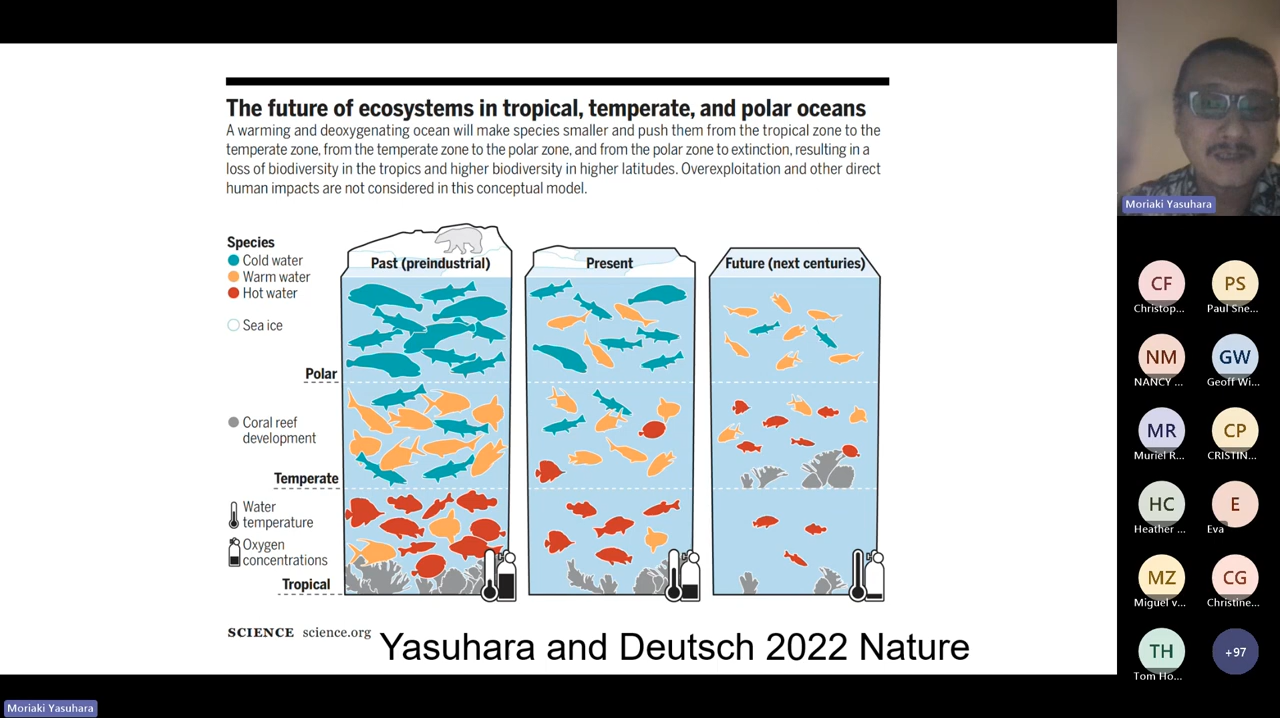 The future of ecosystems in tropical, temperate, and polar oceans
A warming and deoxygenating ocean will make species smaller and push them from the tropical zone to the
temperate zone, from the temperate zone to the polar zone, and from the polar zone to extinction, resulting in a
loss of biodiversity in the tropics and higher biodiversity in higher latitudes. Overexploitation and other direct
human impacts are not considered in this conceptual model.
Species
Cold water
Warm water
Hot water
Sea ice
Past (preindustrial)
Present
Future (next centuries)
Polar
Coral reef
development
Temperate
Water
temperature
Oxygen
concentrations
Tropical
SCIENCE science.org
Yasuhara and Deutsch 2022 Nature
Moriaki Yasuhara
Moriaki Yasuhara
CF
Christop...
PS
Paul Sne...
NM
NANCY ...
GW
Geoff Wi...
MR
Muriel R...
CP
CRISTIN...
HC
Heather ...
E
Eva
MZ
Miguel v...
CG
Christine...
TH
Tom Ho...
+97